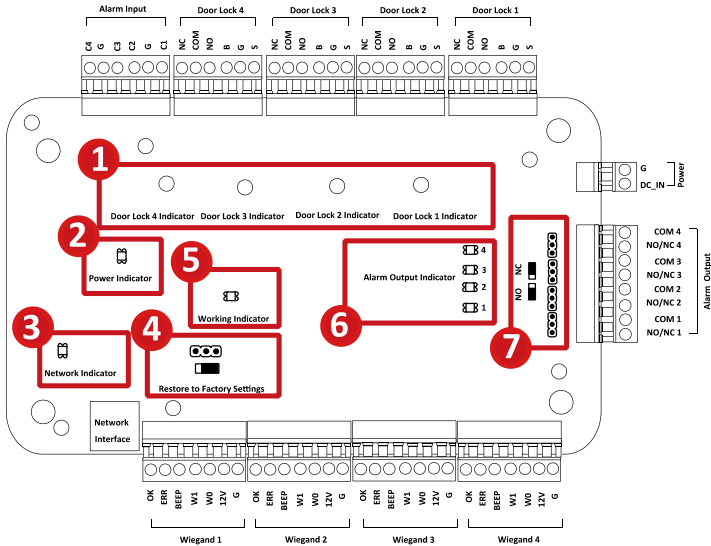 Alarm Input
Door Lock 4
Door Lock 3
Door Lock 2
Door Lock 1
C4 G C3 C2 G C1
NC COM NO B G S
NC COM NO B G S
NC COM NO B G S
NC COM NO B G S
1
Door Lock 4 Indicator
Door Lock 3 Indicator
Door Lock 2 Indicator
Door Lock 1 Indicator
G
DC_IN
Power
2
Power Indicator
5
Working Indicator
6
Alarm Output Indicator
4
3
2
1
7
NC
NO
COM 4
NO/NC 4
COM 3
NO/NC 3
COM 2
NO/NC 2
COM 1
NO/NC 1
Alarm Output
3
Network Indicator
4
Restore to Factory Settings
Network
Interface
OK ERR BEEP W1 W0 12V G
OK ERR BEEP W1 W0 12V G
OK ERR BEEP W1 W0 12V G
OK ERR BEEP W1 W0 12V G
Wiegand 1
Wiegand 2
Wiegand 3
Wiegand 4